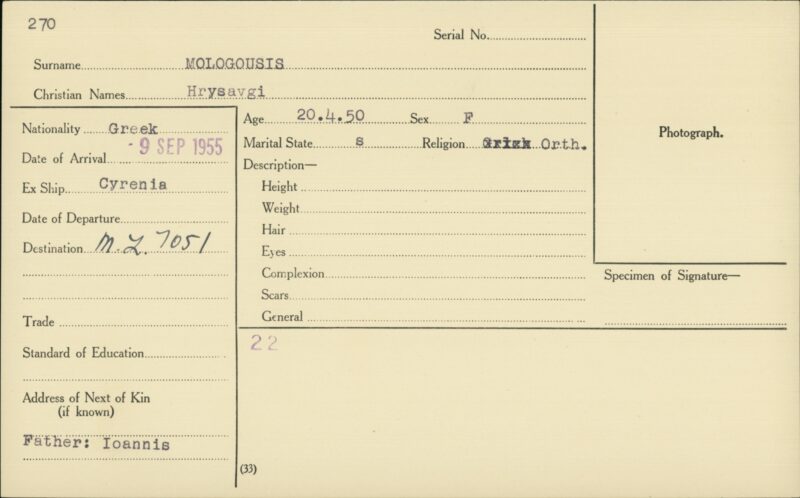 270
Serial No.
Surname MOLOGOUSIS
Christian Names Hrysavgi
Nationality Greek
Date of Arrival - 9 SEP 1955
Ex Ship Cyrenia
Date of Departure
Destination M.L. 7051
Trade
Standard of Education
Address of Next of Kin
(if known)
Father: Ioannis
Age 20.4.50 Sex F
Marital State s Religion Orth.
Description—
Height
Weight
Hair
Eyes
Complexion
Scars
General
22
(33)
Photograph.
Specimen of Signature—